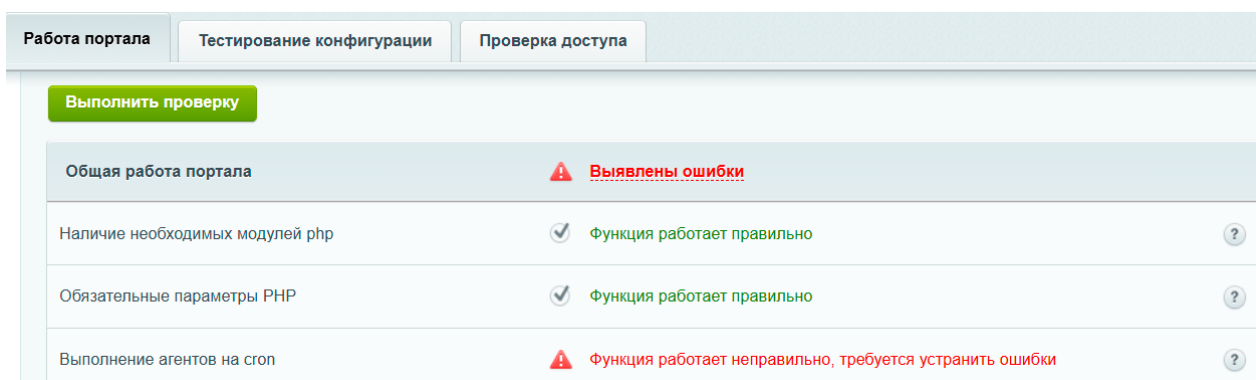 Работа портала Тестирование конфигурации Проверка доступа
Выполнить проверку
Общая работа портала Выявлены ошибки
Наличие необходимых модулей php Функция работает правильно ?
Обязательные параметры PHP Функция работает правильно ?
Выполнение агентов на cron Функция работает неправильно, требуется устранить ошибки ?